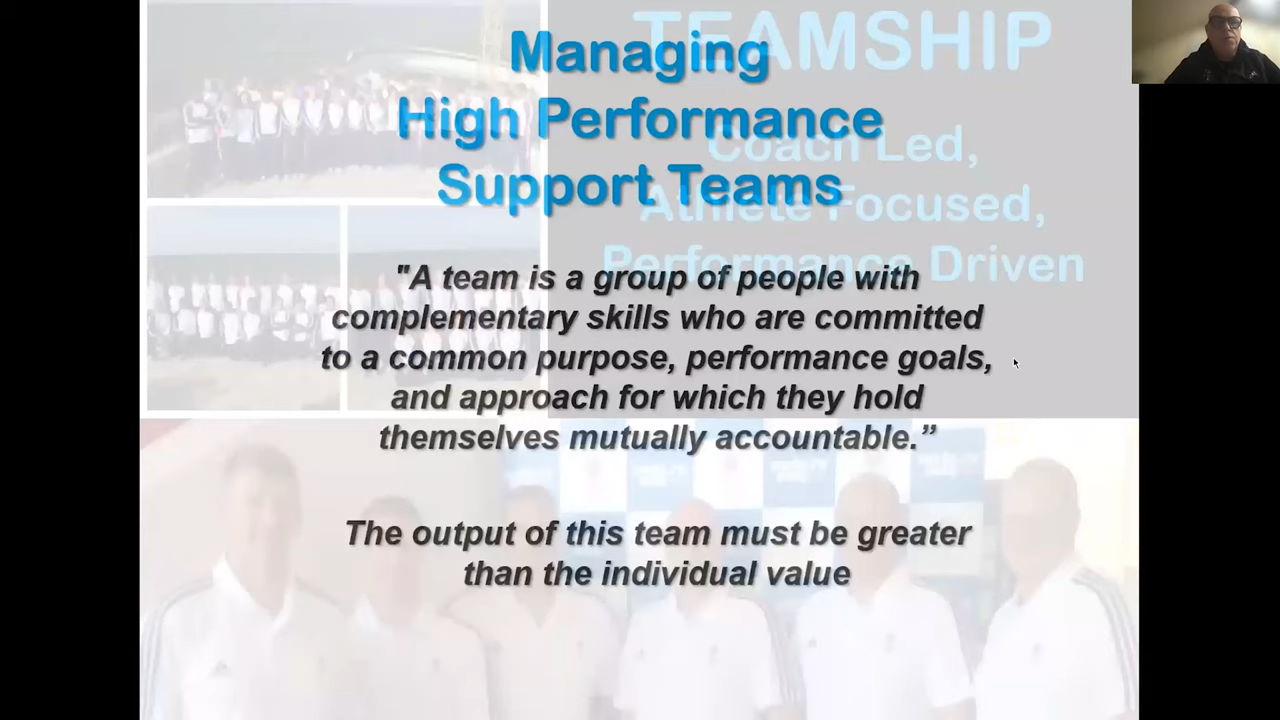 TEAMSHIP
Managing
High Performance
Support Teams
Coach Led,
Athlete Focused,
Performance Driven
"A team is a group of people with
complementary skills who are committed
to a common purpose, performance goals,
and approach for which they hold
themselves mutually accountable.”
The output of this team must be greater
than the individual value